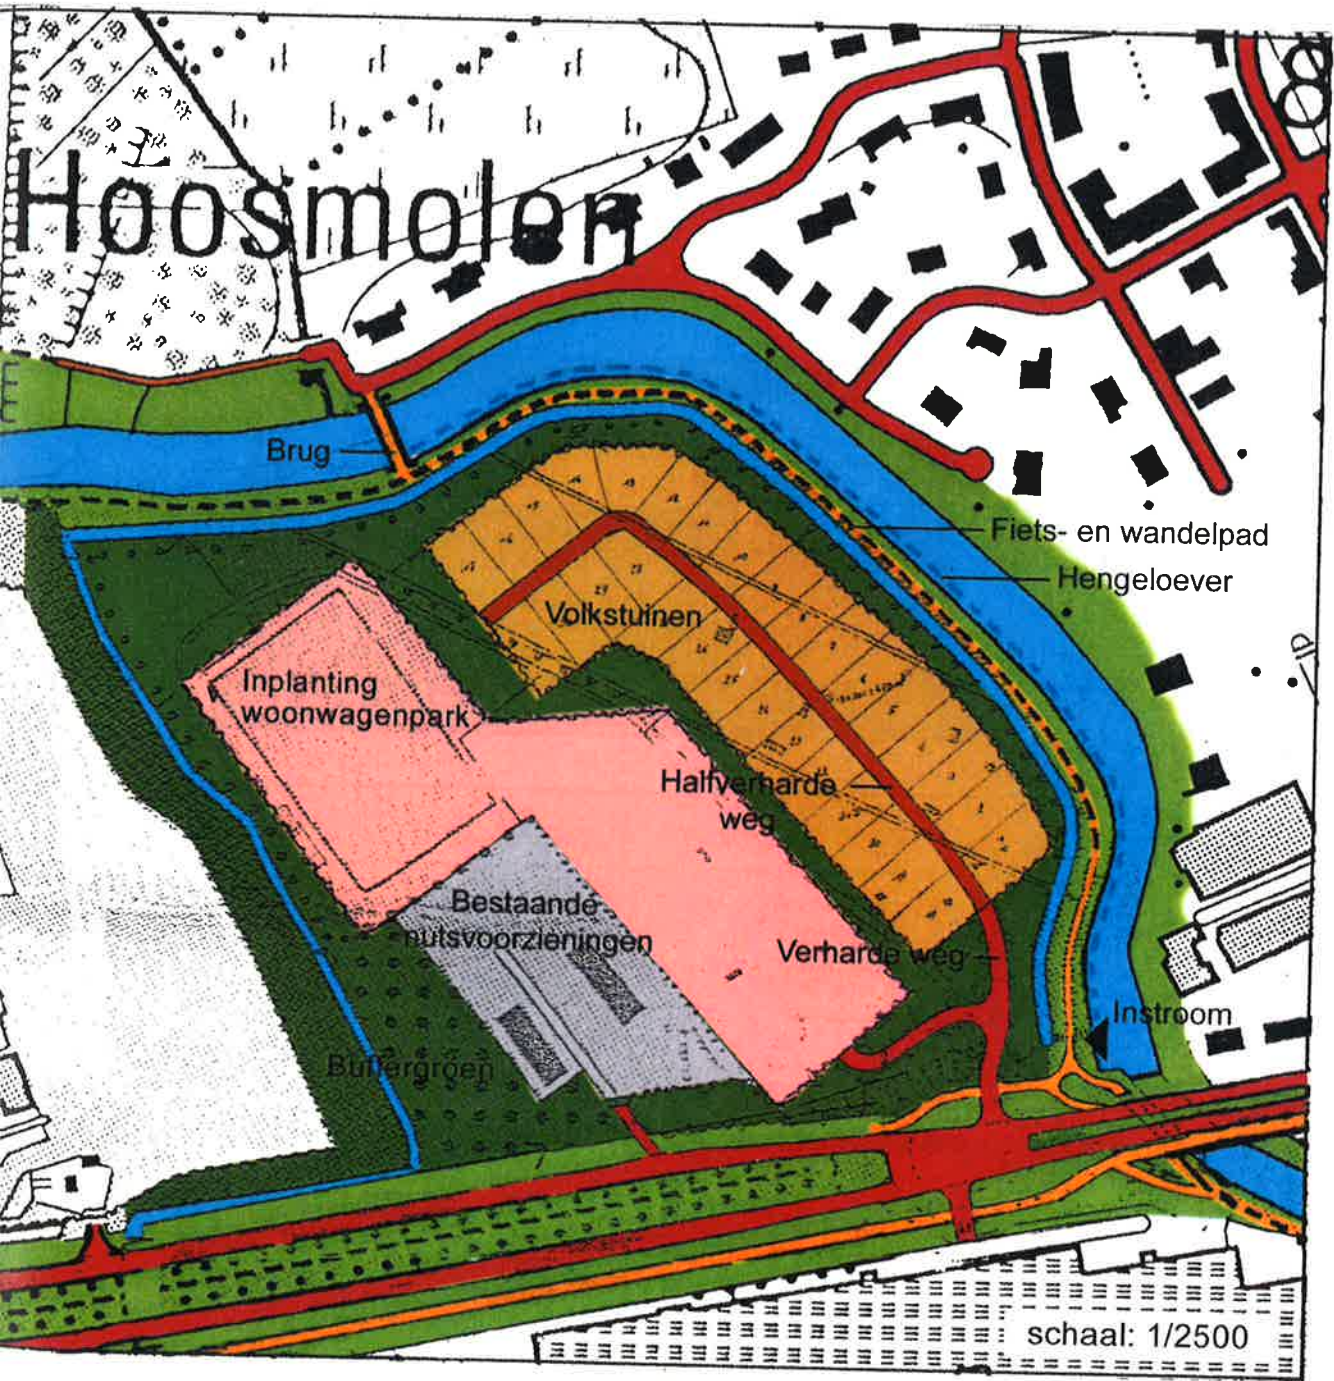 Hoosmolen
Brug
Fiets- en wandelpad
Hengeloever
Volkstuinen
Inplanting
woonwagenpark
Halfverharde
weg
Bestaande
nutsvoorzieningen
Verharde weg
Instroom
Buffergroen
schaal: 1/2500